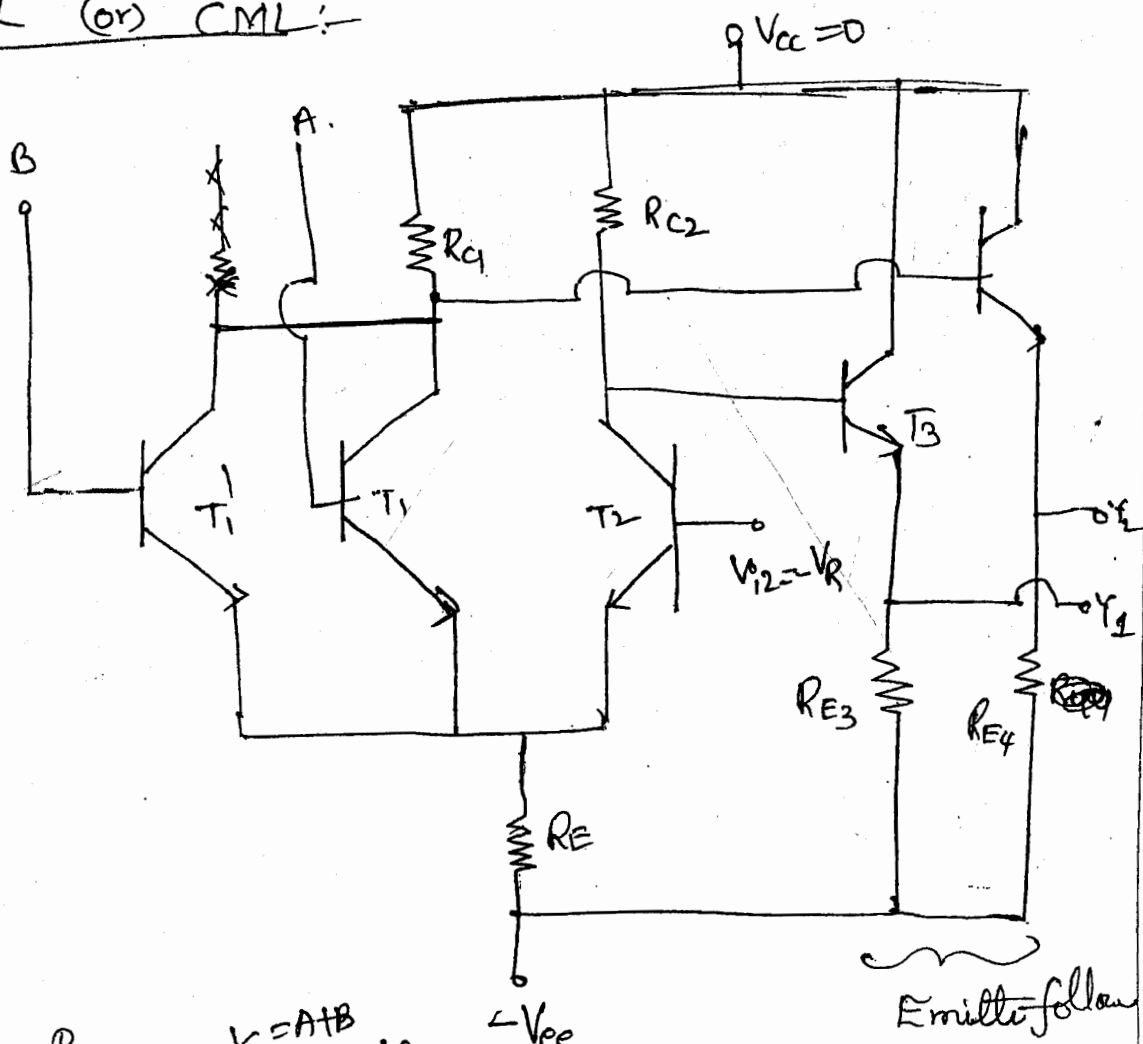 L (or) CML:-
VCC = 0
A.
B
RC1
RC2
T1'
T1
T2
T3
Vi2 = -VR
Y2
Y1
RE3
RE4
RE
-Vee
Emitter follow
Y = A+B